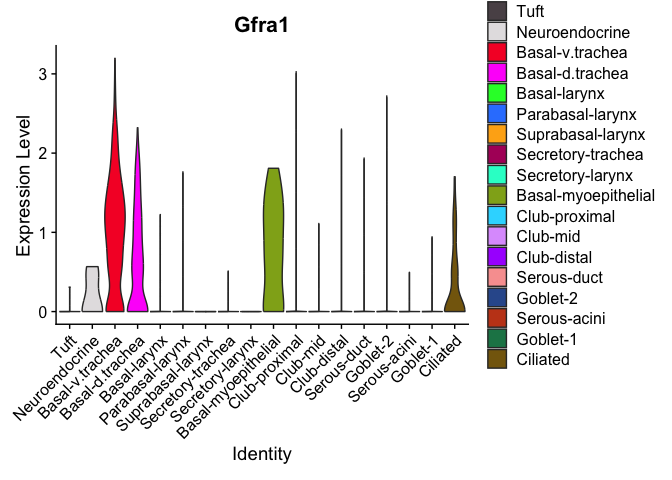 Gfra1
Expression Level
3
2
1
0
Tuft
Neuroendocrine
Basal-v.trachea
Basal-d.trachea
Basal-larynx
Parabasal-larynx
Suprabasal-larynx
Secretory-trachea
Secretory-larynx
Basal-myoepithelial
Club-proximal
Club-mid
Club-distal
Serous-duct
Goblet-2
Serous-acini
Goblet-1
Ciliated
Identity
Tuft
Neuroendocrine
Basal-v.trachea
Basal-d.trachea
Basal-larynx
Parabasal-larynx
Suprabasal-larynx
Secretory-trachea
Secretory-larynx
Basal-myoepithelial
Club-proximal
Club-mid
Club-distal
Serous-duct
Goblet-2
Serous-acini
Goblet-1
Ciliated